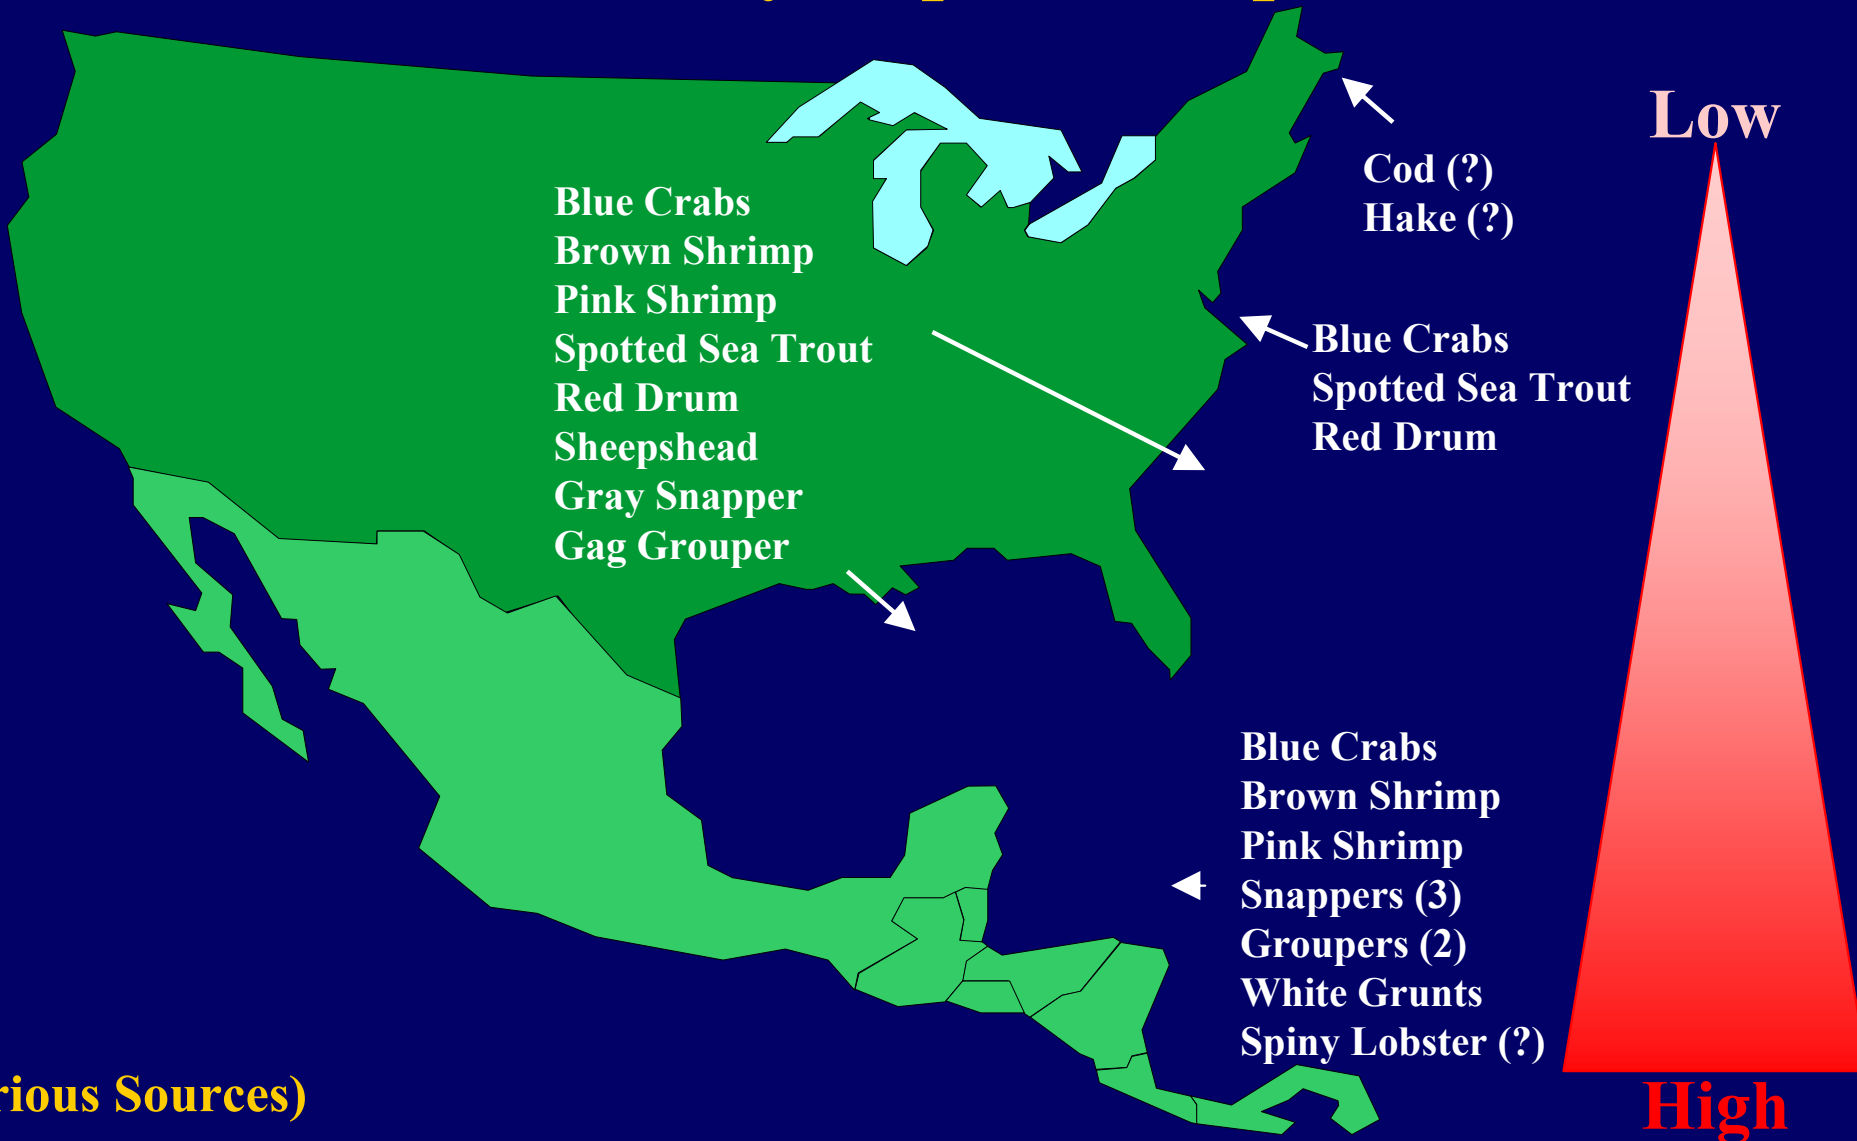 Low
Cod (?)
Hake (?)
Blue Crabs
Brown Shrimp
Pink Shrimp
Spotted Sea Trout
Red Drum
Sheepshead
Gray Snapper
Gag Grouper
Blue Crabs
Spotted Sea Trout
Red Drum
Blue Crabs
Brown Shrimp
Pink Shrimp
Snappers (3)
Groupers (2)
White Grunts
Spiny Lobster (?)
High
Sources)